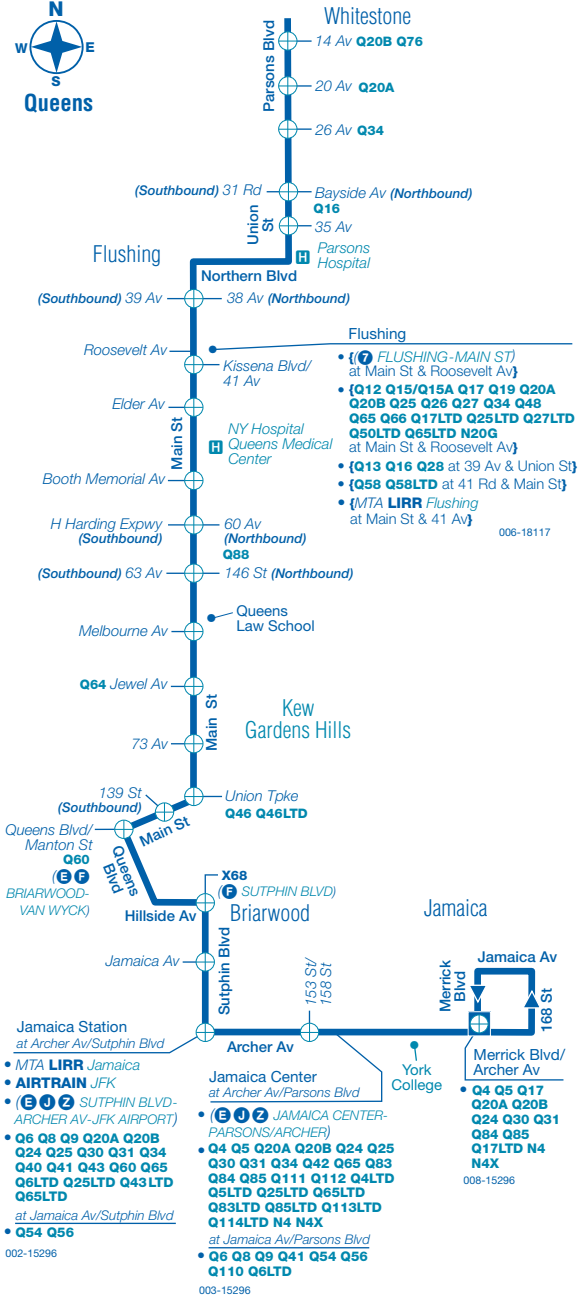 N
W E
S
Queens
Whitestone
Parsons Blvd
14 Av Q20B Q76
20 Av Q20A
26 Av Q34
(Southbound) 31 Rd
Bayside Av (Northbound)
Q16
Union St
35 Av
Flushing
H Parsons
Hospital
Northern Blvd
(Southbound) 39 Av
38 Av (Northbound)
Roosevelt Av
Kissena Blvd/
41 Av
Elder Av
Main St
H NY Hospital
Queens Medical
Center
Booth Memorial Av
H Harding Expwy
(Southbound)
60 Av
(Northbound)
Q88
(Southbound) 63 Av
146 St (Northbound)
Flushing
• {(7 FLUSHING-MAIN ST)
at Main St & Roosevelt Av}
• {Q12 Q15/Q15A Q17 Q19 Q20A
Q20B Q25 Q26 Q27 Q34 Q48
Q65 Q66 Q17LTD Q25LTD Q27LTD
Q50LTD Q65LTD N20G
at Main St & Roosevelt Av}
• {Q13 Q16 Q28 at 39 Av & Union St}
• {Q58 Q58LTD at 41 Rd & Main St}
• {MTA LIRR Flushing
at Main St & 41 Av}
006-18117
Queens
Law School
Melbourne Av
Q64 Jewel Av
Kew
Gardens Hills
Main St
73 Av
Union Tpke
Q46 Q46LTD
139 St
(Southbound)
Main St
Queens Blvd/
Manton St
Q60
(E F
BRIARWOOD-
VAN WYCK)
Queens
Blvd
Hillside Av
X68
(F SUTPHIN BLVD)
Briarwood
Jamaica
Jamaica Av
Sutphin Blvd
153 St/
158 St
Archer Av
Merrick
Blvd
Jamaica Av
168 St
York
College
Jamaica Station
at Archer Av/Sutphin Blvd
• MTA LIRR Jamaica
• AIRTRAIN JFK
• (E J Z SUTPHIN BLVD-
ARCHER AV-JFK AIRPORT)
• Q6 Q8 Q9 Q20A Q20B
Q24 Q25 Q30 Q31 Q34
Q40 Q41 Q43 Q60 Q65
Q6LTD Q25LTD Q43LTD
Q65LTD
at Jamaica Av/Sutphin Blvd
• Q54 Q56
002-15296
Jamaica Center
at Archer Av/Parsons Blvd
• (E J Z JAMAICA CENTER-
PARSONS/ARCHER)
• Q4 Q5 Q20A Q20B Q24 Q25
Q30 Q31 Q34 Q42 Q65 Q83
Q84 Q85 Q111 Q112 Q4LTD
Q5LTD Q25LTD Q65LTD
Q83LTD Q85LTD Q113LTD
Q114LTD N4 N4X
at Jamaica Av/Parsons Blvd
• Q6 Q8 Q9 Q41 Q54 Q56
Q110 Q6LTD
003-15296
Merrick Blvd/
Archer Av
• Q4 Q5 Q17
Q20A Q20B
Q24 Q30 Q31
Q84 Q85
Q17LTD N4
N4X
008-15296